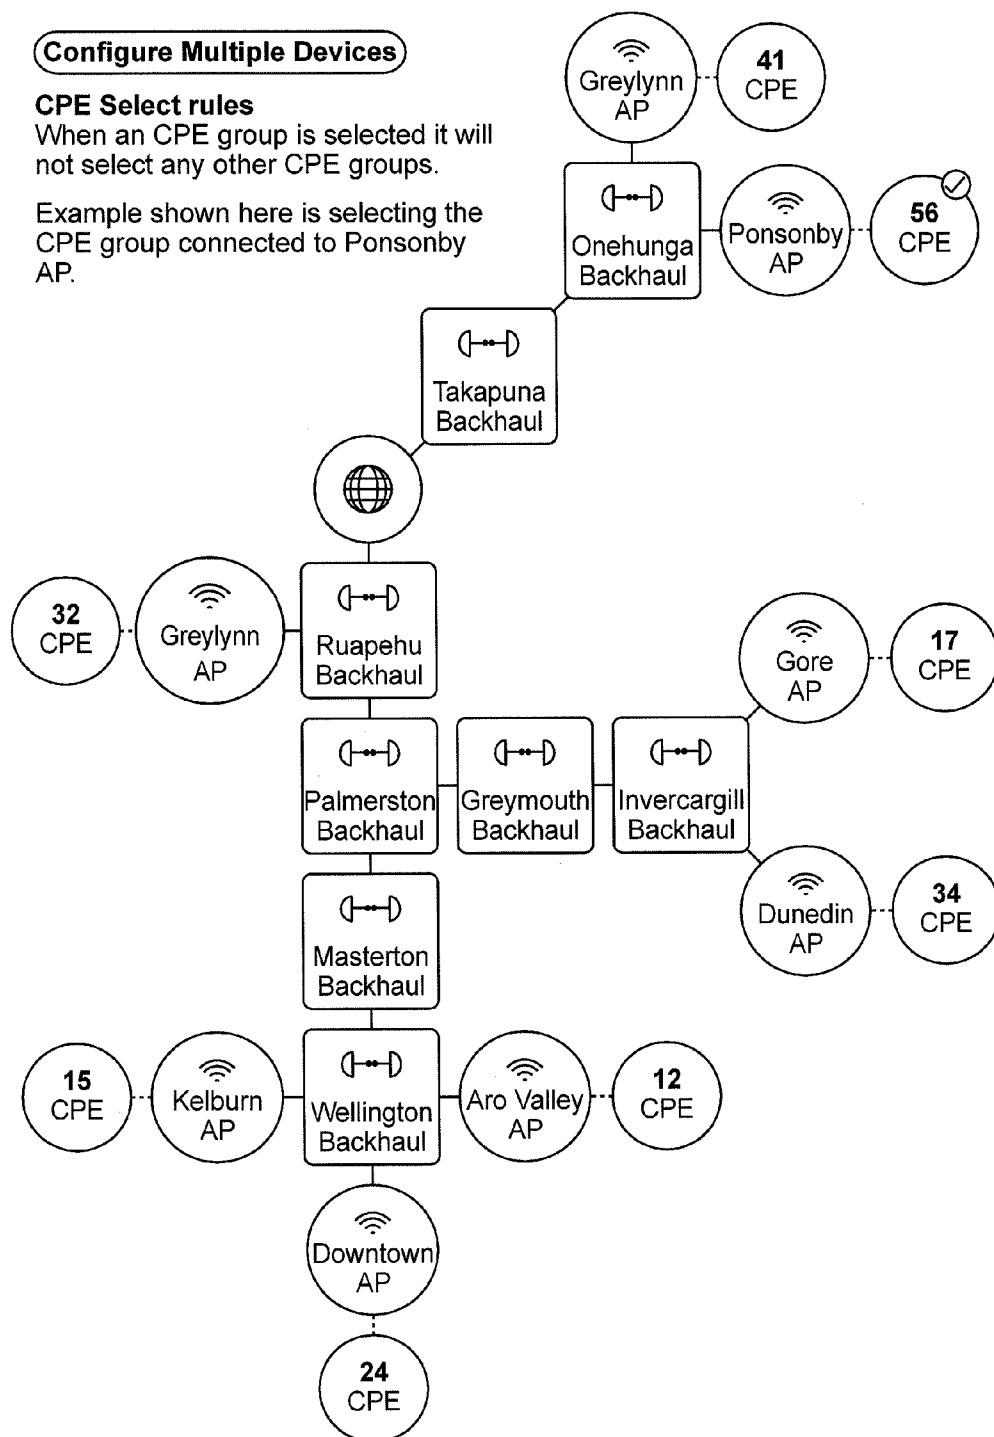 Configure Multiple Devices
CPE Select rules
When an CPE group is selected it will
not select any other CPE groups.
Example shown here is selecting the
CPE group connected to Ponsonby
AP.
Greylynn
AP
41
CPE
Onehunga
Backhaul
Ponsonby
AP
56
CPE
Takapuna
Backhaul
32
CPE
Greylynn
AP
Ruapehu
Backhaul
Gore
AP
17
CPE
Palmerston
Backhaul
Greymouth
Backhaul
Invercargill
Backhaul
Dunedin
AP
34
CPE
Masterton
Backhaul
15
CPE
Kelburn
AP
Wellington
Backhaul
Aro Valley
AP
12
CPE
Downtown
AP
24
CPE